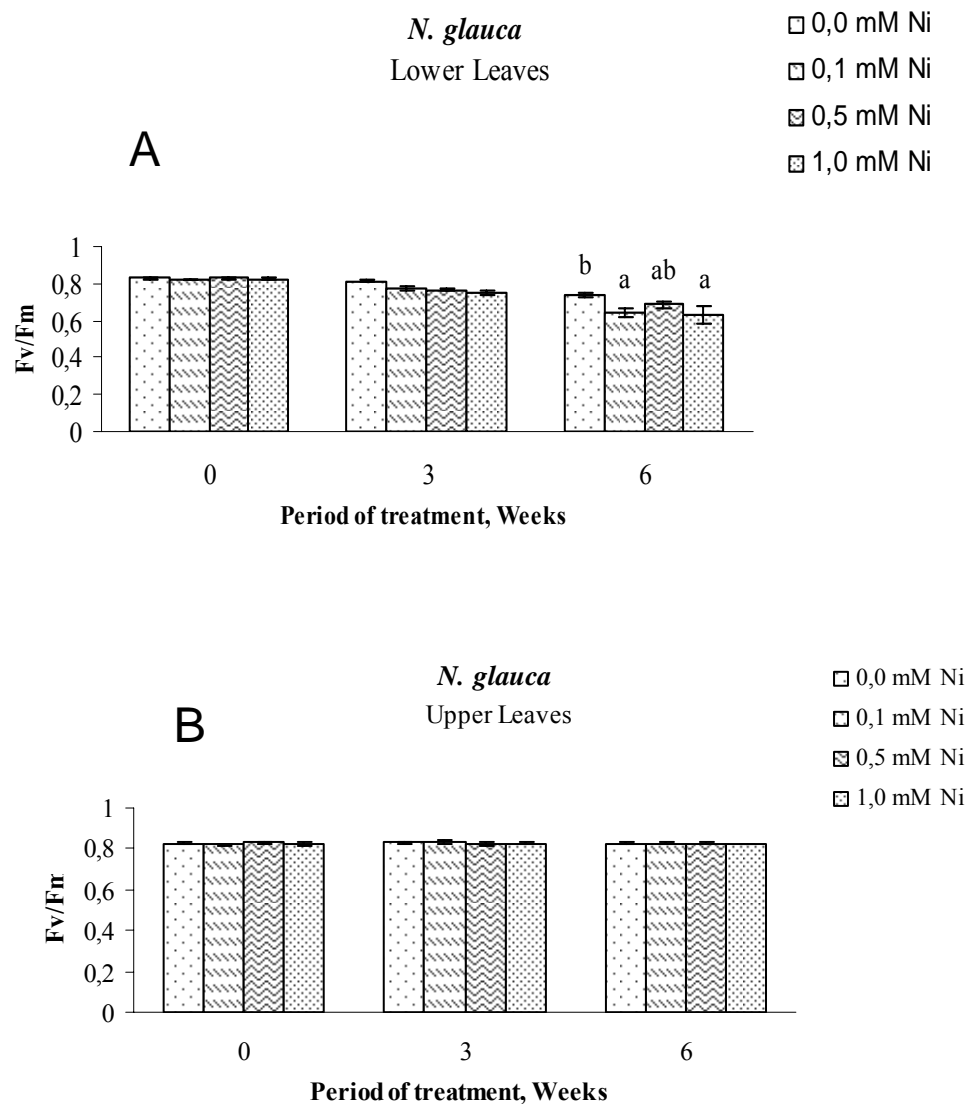 N. glauca
Lower Leaves
0,0 mM Ni
0,1 mM Ni
0,5 mM Ni
1,0 mM Ni
A
1
0,8
0,6
0,4
0,2
0
Fv/Fm
b a ab a
0 3 6
Period of treatment, Weeks
N. glauca
Upper Leaves
0,0 mM Ni
0,1 mM Ni
0,5 mM Ni
1,0 mM Ni
B
1
0,8
0,6
0,4
0,2
0
Fv/Fm
0 3 6
Period of treatment, Weeks